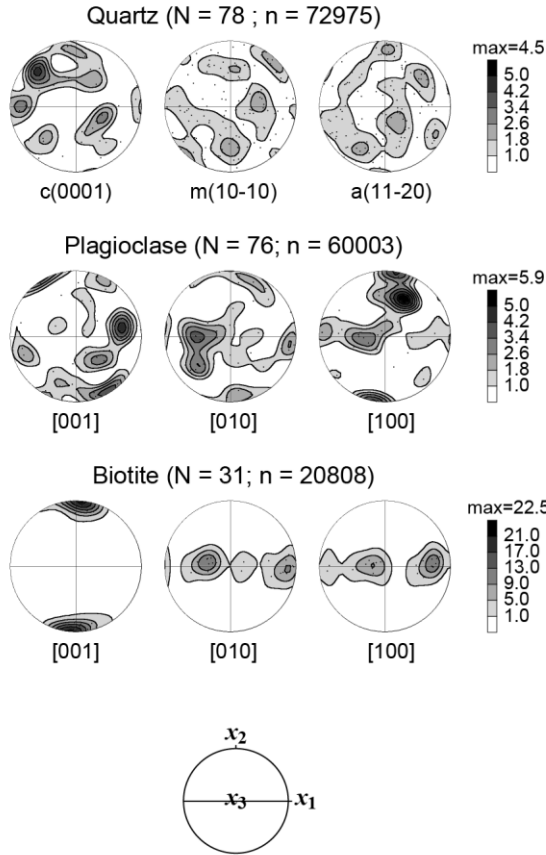 Quartz (N = 78 ; n = 72975)
max=4.5
5.0
4.2
3.4
2.6
1.8
1.0
c(0001) m(10-10) a(11-20)
Plagioclase (N = 76; n = 60003)
max=5.9
5.0
4.2
3.4
2.6
1.8
1.0
[001] [010] [100]
Biotite (N = 31; n = 20808)
max=22.5
21.0
17.0
13.0
9.0
5.0
1.0
[001] [010] [100]
x2
x3 x1